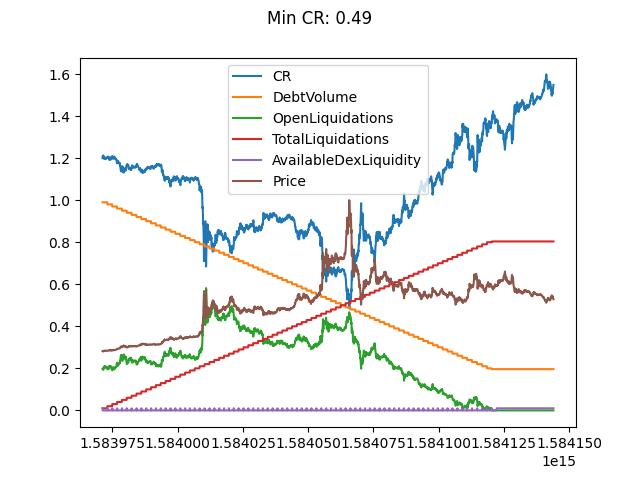 Min CR: 0.49
CR
DebtVolume
OpenLiquidations
TotalLiquidations
AvailableDexLiquidity
Price
1.6
1.4
1.2
1.0
0.8
0.6
0.4
0.2
0.0
1.583975 1.584000 1.584025 1.584050 1.584075 1.584100 1.584125 1.584150
1e15